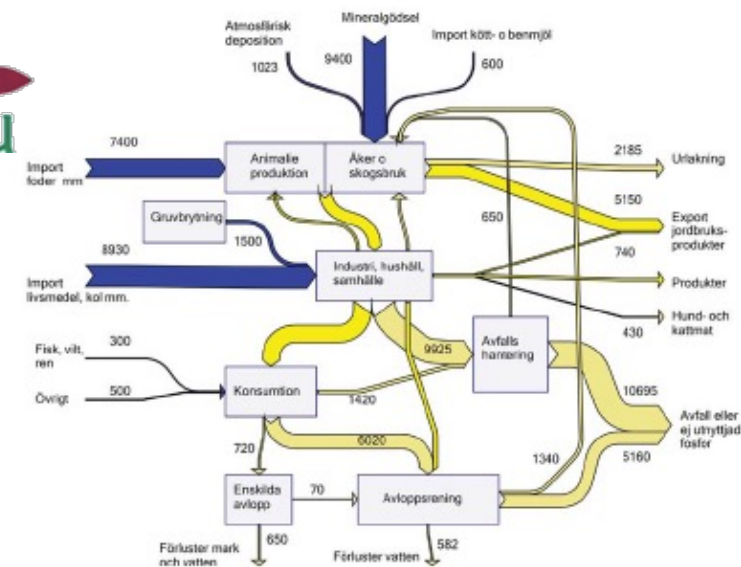 Mineralgödsel
Atmosfärisk
deposition
1023
9400
Import kött- o benmjöl
600
u
7400
Import
foder mm
Animalie
produktion
Åker o
skogsbruk
2185
Urlakning
5150
Export
jordbruks-
produkter
650
Gruvbrytning
1500
8930
Import
livsmedel, kol mm.
Industri, hushåll,
samhälle
740
Produkter
Hund- och
kattmat
430
Fisk, vilt,
ren
300
Övrigt
500
Konsumtion
9925
1420
Avfalls
hantering
10695
Avfall eller
ej utnyttjad
fosfor
5160
1340
720
6020
Enskilda
avlopp
70
Avloppsrening
650
Förluster mark
och vatten
Förluster vatten
582